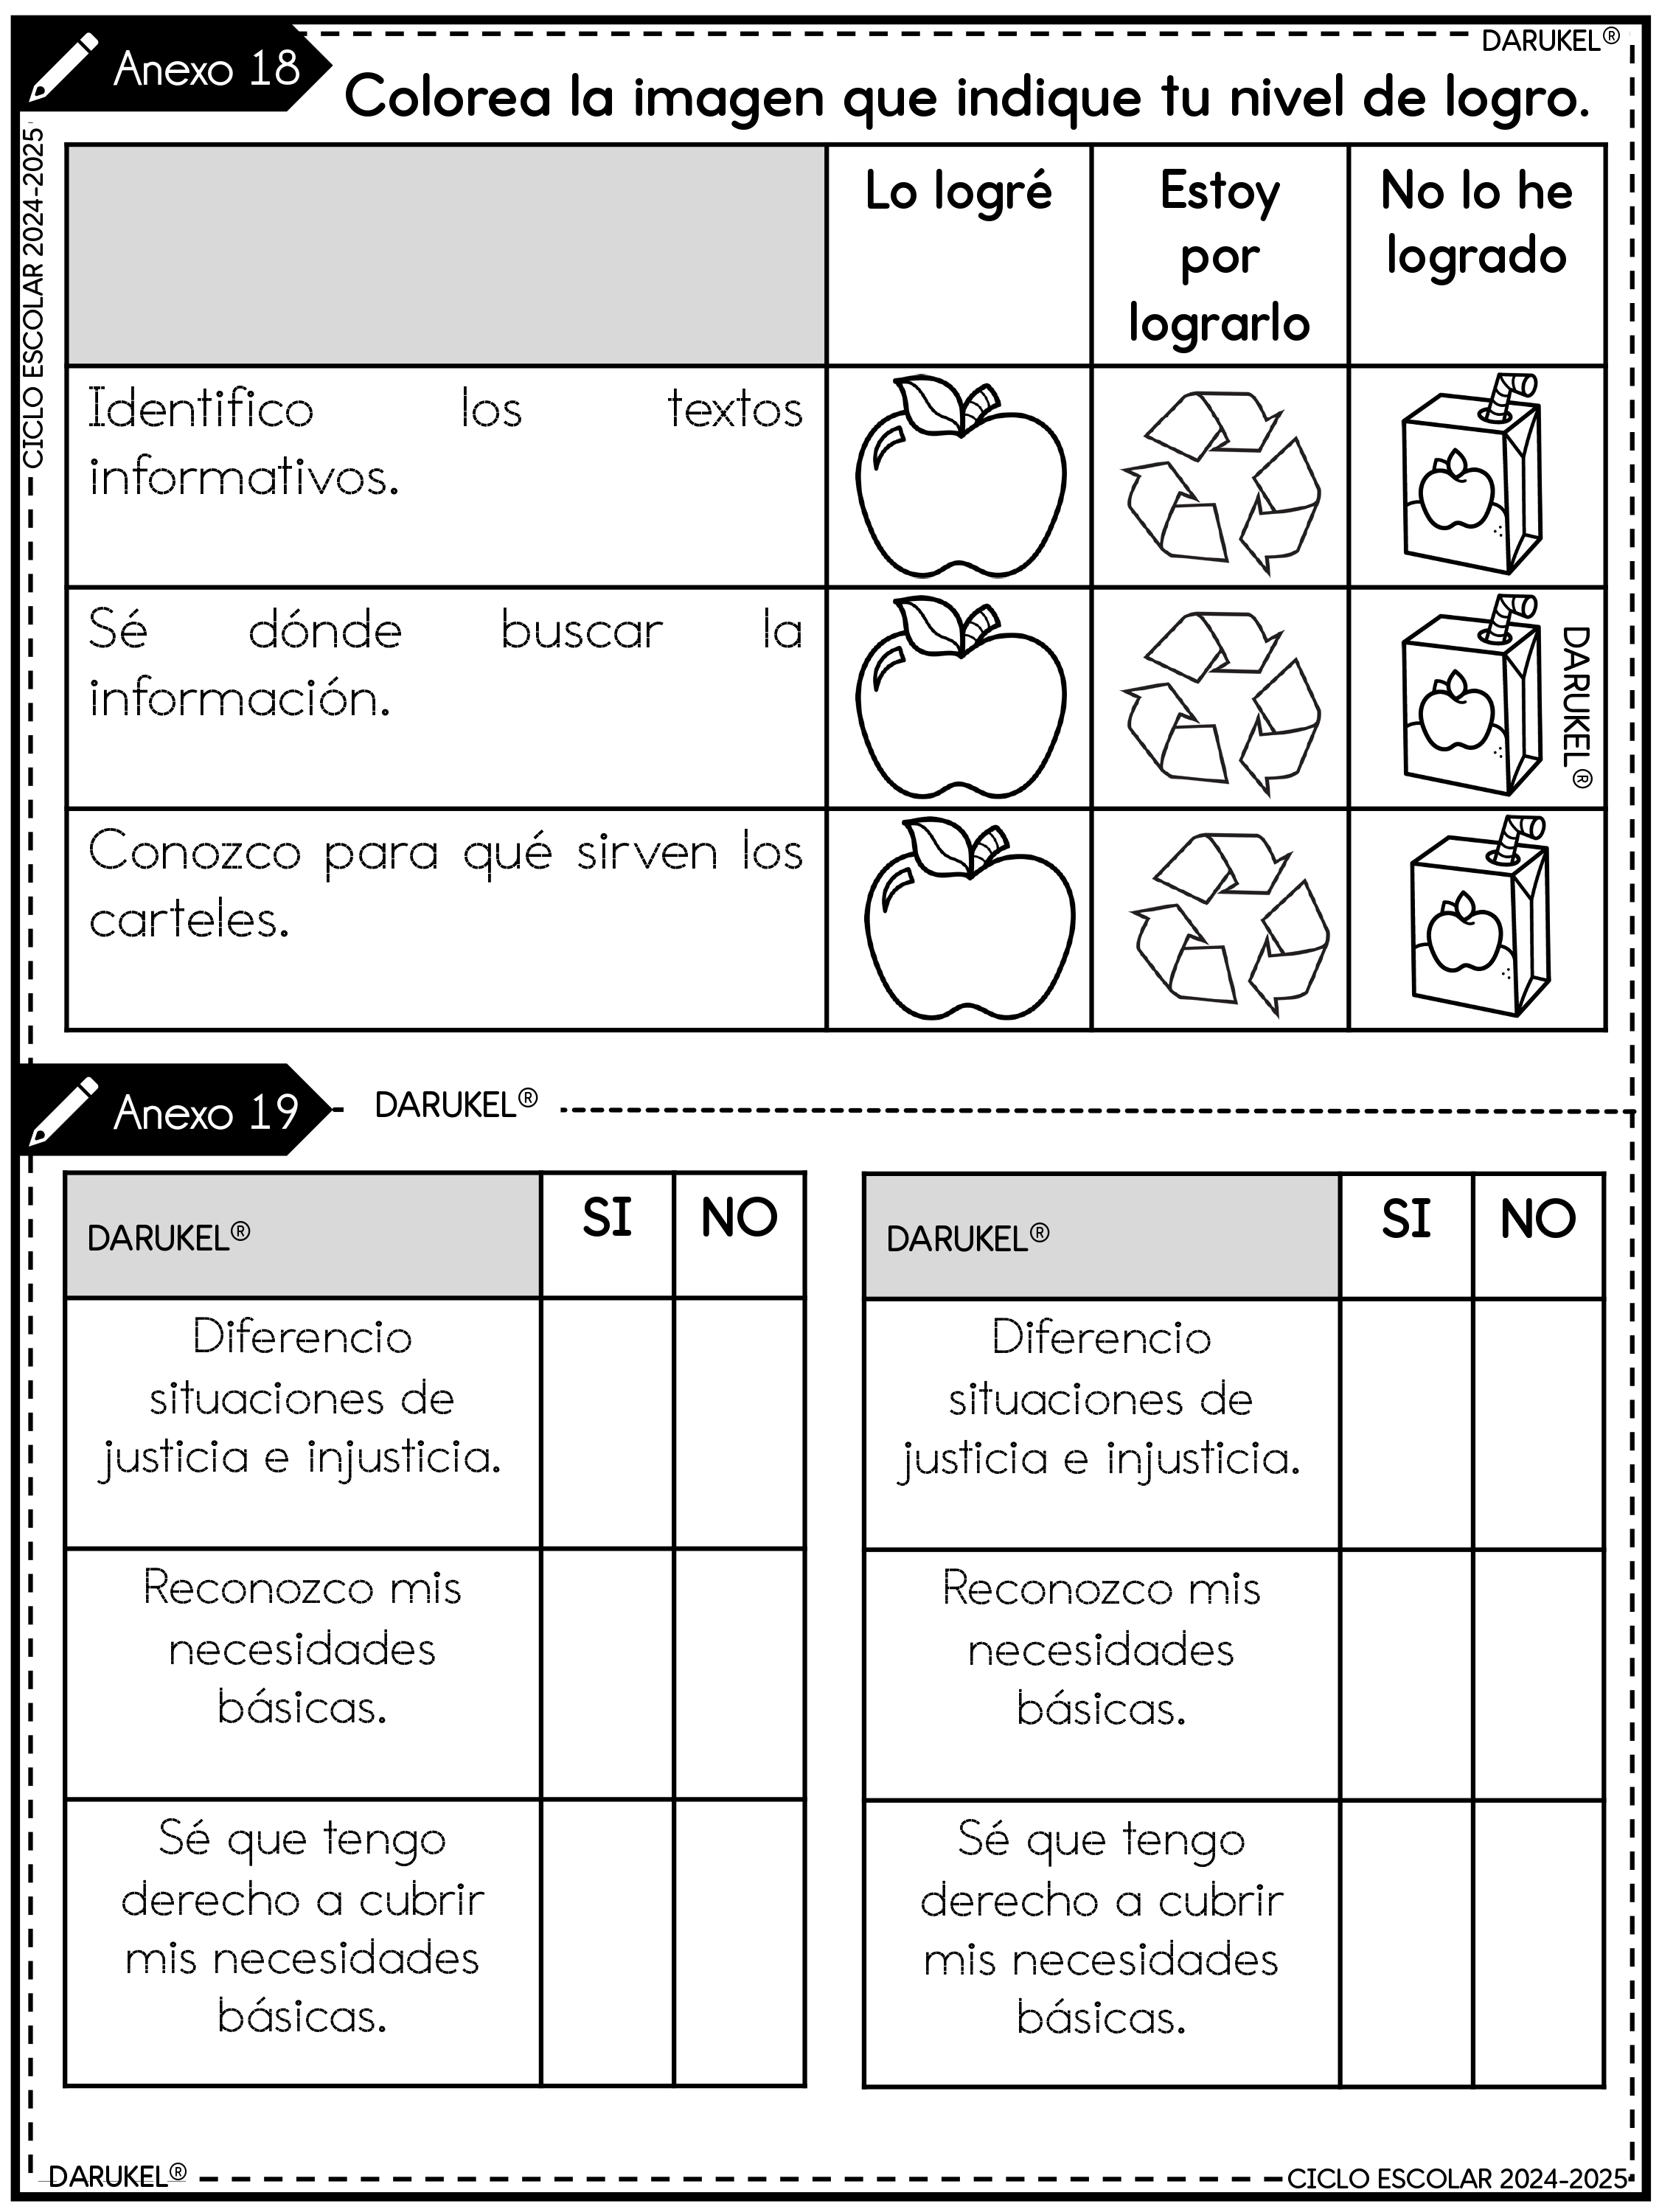 DARUKEL®
Anexo 18
Colorea la imagen que indique tu nivel de logro.
CICLO ESCOLAR 2024-2025
Lo logré
Estoy
por
lograrlo
No lo he
logrado
Identifico los textos
informativos.
Sé dónde buscar la
información.
DARUKEL®
Conozco para qué sirven los
carteles.
Anexo 19
DARUKEL®
DARUKEL®
SI
NO
Diferencio
situaciones de
justicia e injusticia.
Reconozco mis
necesidades
básicas.
Sé que tengo
derecho a cubrir
mis necesidades
básicas.
DARUKEL®
SI
NO
Diferencio
situaciones de
justicia e injusticia.
Reconozco mis
necesidades
básicas.
Sé que tengo
derecho a cubrir
mis necesidades
básicas.
DARUKEL®
CICLO ESCOLAR 2024-2025